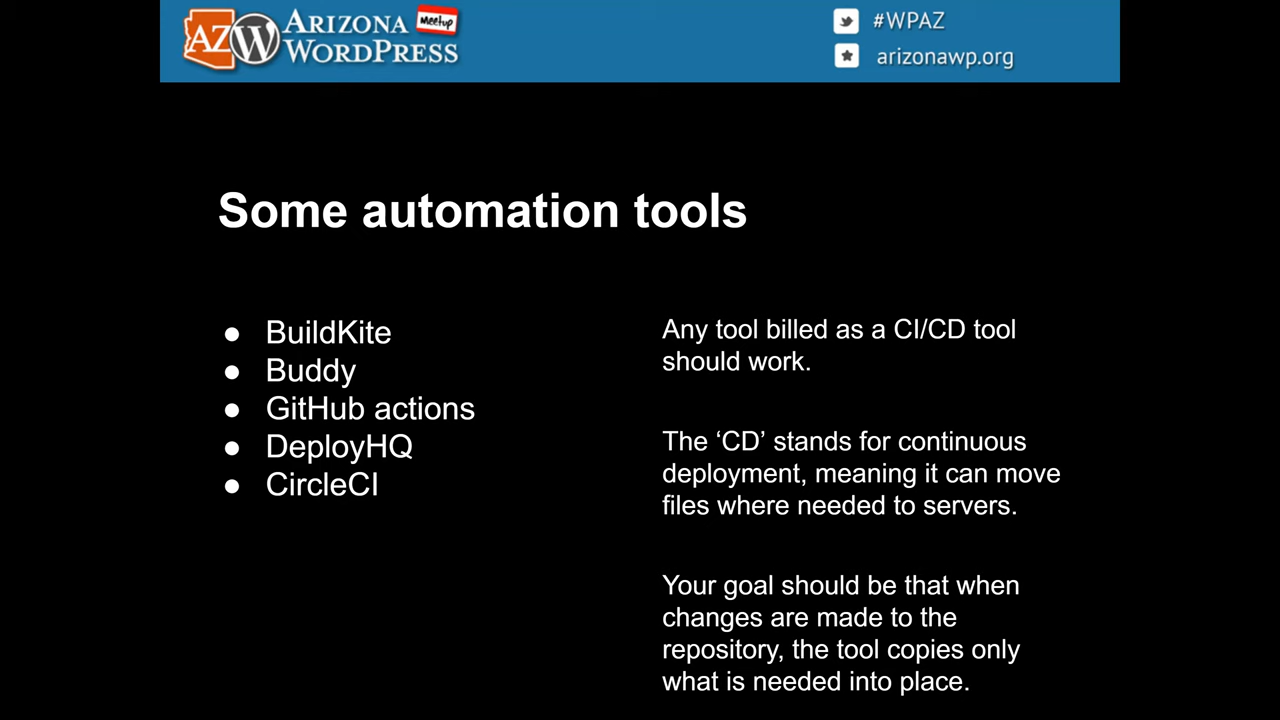 AZW ARIZONA Meetup
WORDPRESS
#WPAZ
arizonawp.org
Some automation tools
● BuildKite
● Buddy
● GitHub actions
● DeployHQ
● CircleCI
Any tool billed as a CI/CD tool
should work.
The ‘CD’ stands for continuous
deployment, meaning it can move
files where needed to servers.
Your goal should be that when
changes are made to the
repository, the tool copies only
what is needed into place.